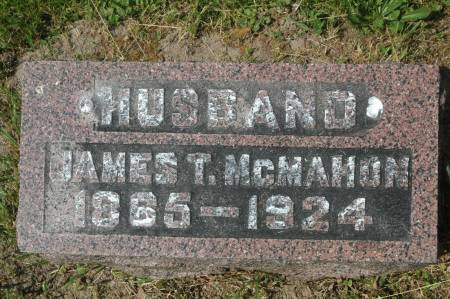 HUSBAND
JAMES T. McMAHON
1865-1924